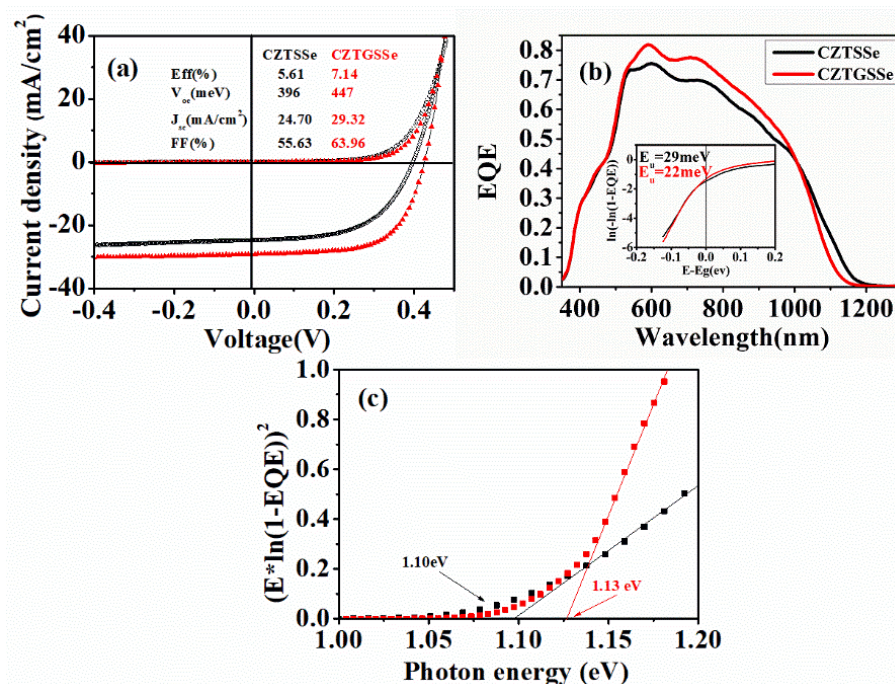 (a)
CZTSSe CZTGSSe
Eff(%) 5.61 7.14
Voc(meV) 396 447
Jsc(mA/cm²) 24.70 29.32
FF(%) 55.63 63.96
Current density (mA/cm²)
40
20
0
-20
-40
-0.4 -0.2 0.0 0.2 0.4
Voltage(V)
(b)
CZTSSe
CZTGSSe
EQE
0.8
0.7
0.6
0.5
0.4
0.3
0.2
0.1
0.0
400 600 800 1000 1200
Wavelength(nm)
Eu=29meV
Eu=22meV
ln(-ln(1-EQE))
0
-2
-4
-6
-0.2 -0.1 0.0 0.1 0.2
E-Eg(ev)
(c)
(E*ln(1-EQE))²
1.0
0.8
0.6
0.4
0.2
0.0
1.10eV
1.13 eV
1.00 1.05 1.10 1.15 1.20
Photon energy (eV)